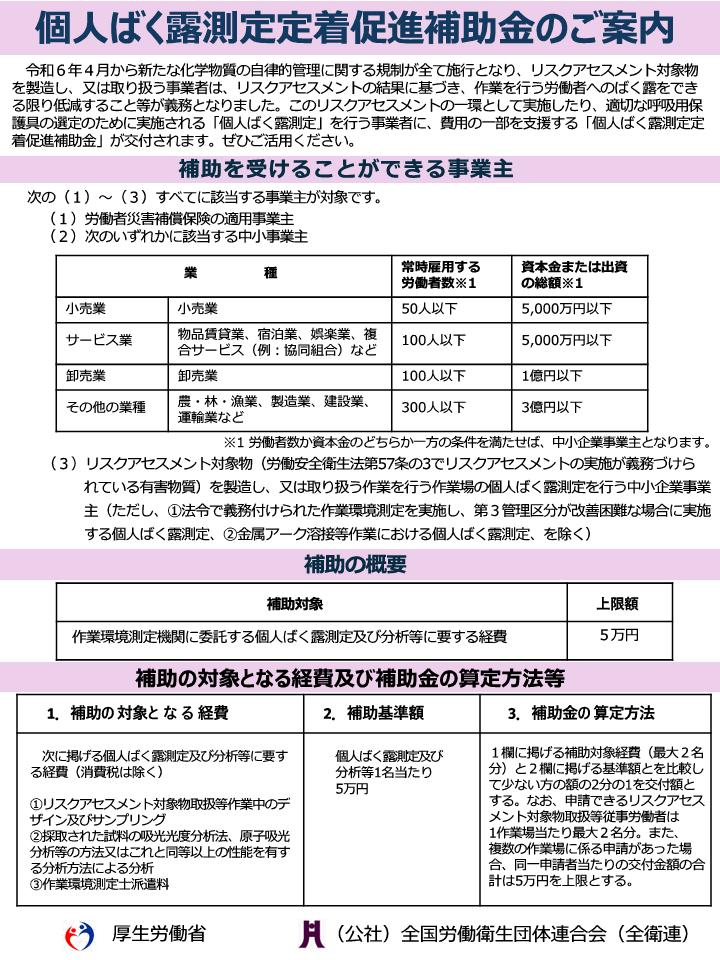 個人ばく露測定定着促進補助金のご案内
令和６年４月から新たな化学物質の自律的管理に関する規制が全て施行となり、リスクアセスメント対象物
を製造し、又は取り扱う事業者は、リスクアセスメントの結果に基づき、作業を行う労働者へのばく露をでき
る限り低減すること等が義務となりました。このリスクアセスメントの一環として実施したり、適切な呼吸用保
護具の選定のために実施される「個人ばく露測定」を行う事業者に、費用の一部を支援する「個人ばく露測定定
着促進補助金」が交付されます。ぜひご活用ください。
補助を受けることができる事業主
次の（１）～（３）すべてに該当する事業主が対象です。
（１）労働者災害補償保険の適用事業主
（２）次のいずれかに該当する中小事業主
業　　　　種
常時雇用する
労働者数※1
資本金または出資
の総額※1
小売業　小売業　50人以下　5,000万円以下
サービス業　物品賃貸業、宿泊業、娯楽業、複
合サービス（例：協同組合）など　100人以下　5,000万円以下
卸売業　卸売業　100人以下　1億円以下
その他の業種　農・林・漁業、製造業、建設業、
運輸業など　300人以下　3億円以下
※1 労働者数か資本金のどちらか一方の条件を満たせば、中小企業事業主となります。
（３）リスクアセスメント対象物（労働安全衛生法第57条の3でリスクアセスメントの実施が義務づけら
れている有害物質）を製造し、又は取り扱う作業を行う作業場の個人ばく露測定を行う中小企業事業
主（ただし、①法令で義務付けられた作業環境測定を実施し、第３管理区分が改善困難な場合に実施
する個人ばく露測定、②金属アーク溶接等作業における個人ばく露測定、を除く）
補助の概要
補助対象　上限額
作業環境測定機関に委託する個人ばく露測定及び分析等に要する経費　５万円
補助の対象となる経費及び補助金の算定方法等
1．補助の対象となる経費
2．補助基準額
3．補助金の算定方法
次に掲げる個人ばく露測定及び分析等に要す
る経費（消費税は除く）
①リスクアセスメント対象物取扱等作業中のデ
ザイン及びサンプリング
②採取された試料の吸光光度分析法、原子吸光
分析等の方法又はこれと同等以上の性能を有す
る分析方法による分析
③作業環境測定士派遣料
個人ばく露測定及び
分析等1名当たり
5万円
１欄に掲げる補助対象経費（最大２名
分）と２欄に掲げる基準額とを比較し
て少ない方の額の2分の1を交付額と
する。なお、申請できるリスクアセス
メント対象物取扱等従事労働者は
1作業場当たり最大２名分。また、
複数の作業場に係る申請があった場
合、同一申請者当たりの交付金額の合
計は5万円を上限とする。
厚生労働省
（公社）全国労働衛生団体連合会（全衛連）